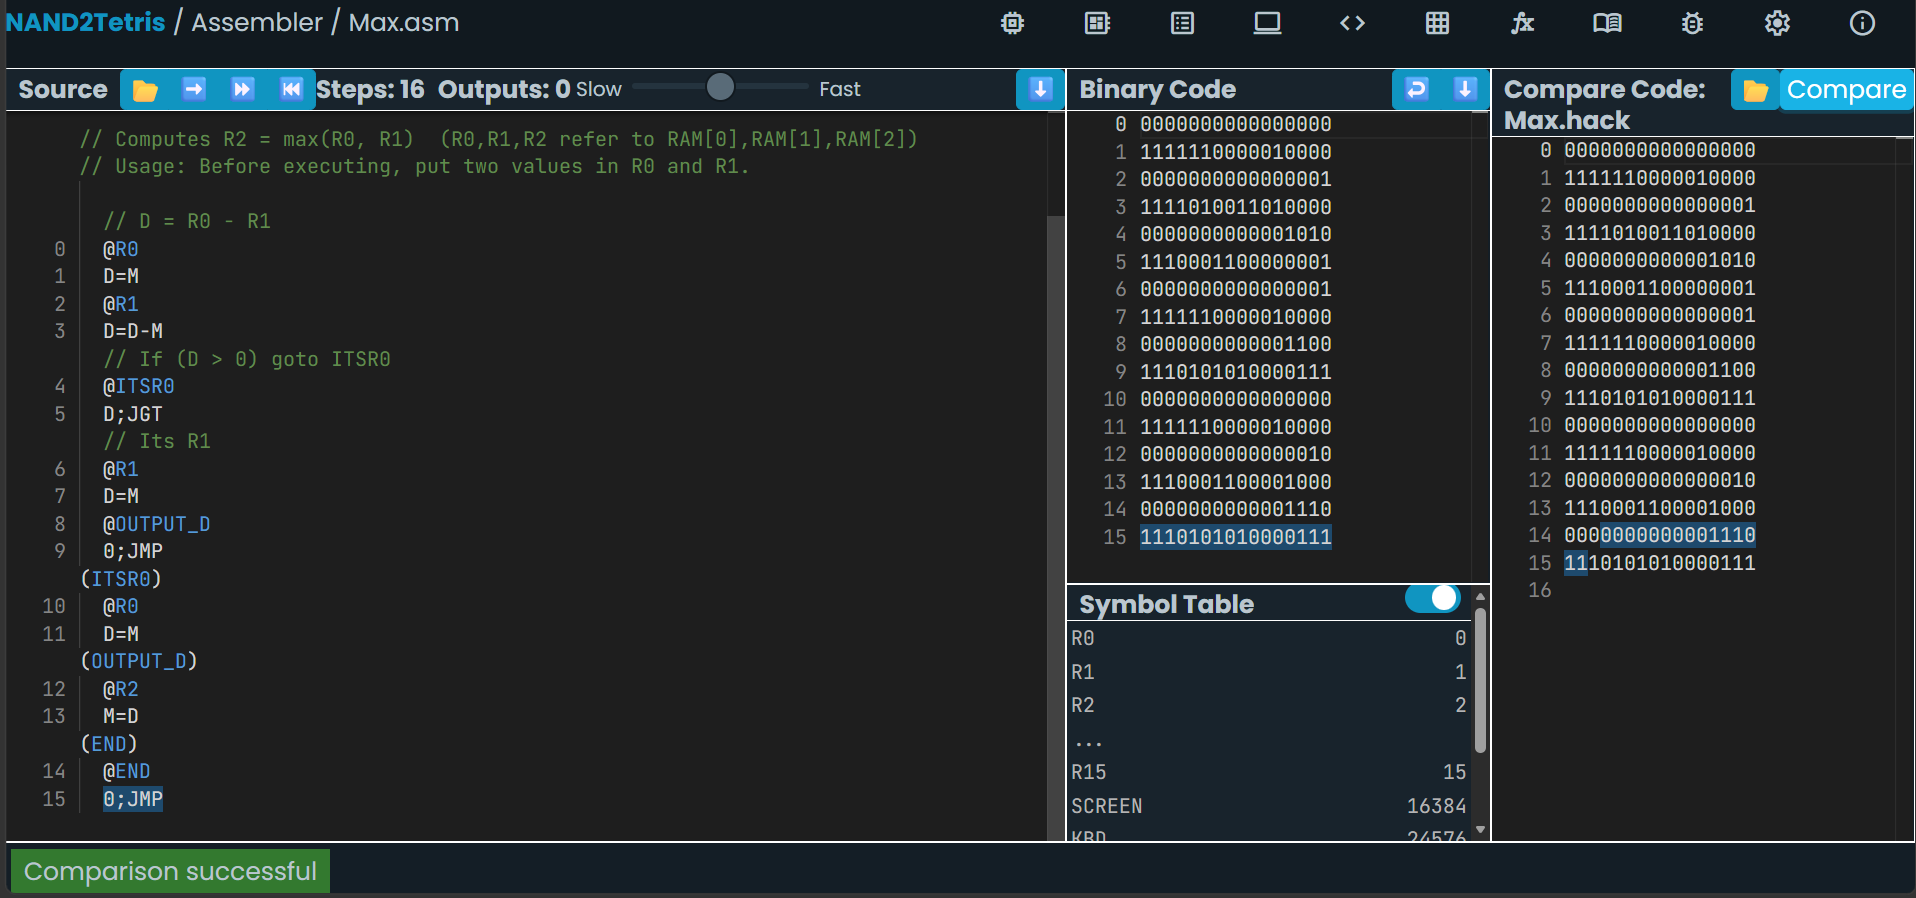 NAND2Tetris / Assembler / Max.asm
Source
Steps: 16 Outputs: 0 Slow Fast
// Computes R2 = max(R0, R1)  (R0,R1,R2 refer to RAM[0],RAM[1],RAM[2])
// Usage: Before executing, put two values in R0 and R1.
// D = R0 - R1
0 @R0
1 D=M
2 @R1
3 D=D-M
// If (D > 0) goto ITSR0
4 @ITSR0
5 D;JGT
// Its R1
6 @R1
7 D=M
8 @OUTPUT_D
9 0;JMP
(ITSR0)
10 @R0
11 D=M
(OUTPUT_D)
12 @R2
13 M=D
(END)
14 @END
15 0;JMP
Binary Code
0 0000000000000000
1 1111110000010000
2 0000000000000001
3 1111010011010000
4 0000000000001010
5 1110001100000001
6 0000000000000001
7 1111110000010000
8 0000000000001100
9 1110101010000111
10 0000000000000000
11 1111110000010000
12 0000000000000010
13 1110001100001000
14 0000000000001110
15 1110101010000111
Symbol Table
R0 0
R1 1
R2 2
...
R15 15
SCREEN 16384
KBD 24576
Compare Code:
Max.hack
Compare
0 0000000000000000
1 1111110000010000
2 0000000000000001
3 1111010011010000
4 0000000000001010
5 1110001100000001
6 0000000000000001
7 1111110000010000
8 0000000000001100
9 1110101010000111
10 0000000000000000
11 1111110000010000
12 0000000000000010
13 1110001100001000
14 0000000000001110
15 1110101010000111
16
Comparison successful